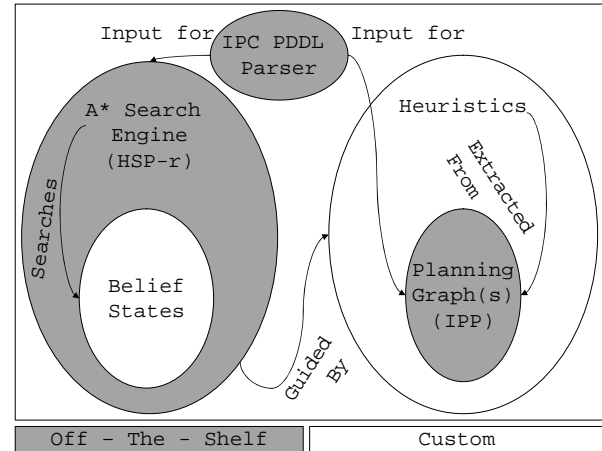 Input for
IPC PDDL
Parser
Input for
A* Search
Engine
(HSP-r)
Heuristics
Searches
Extracted
From
Belief
States
Planning
Graph(s)
(IPP)
Guided
By
Off - The - Shelf
Custom